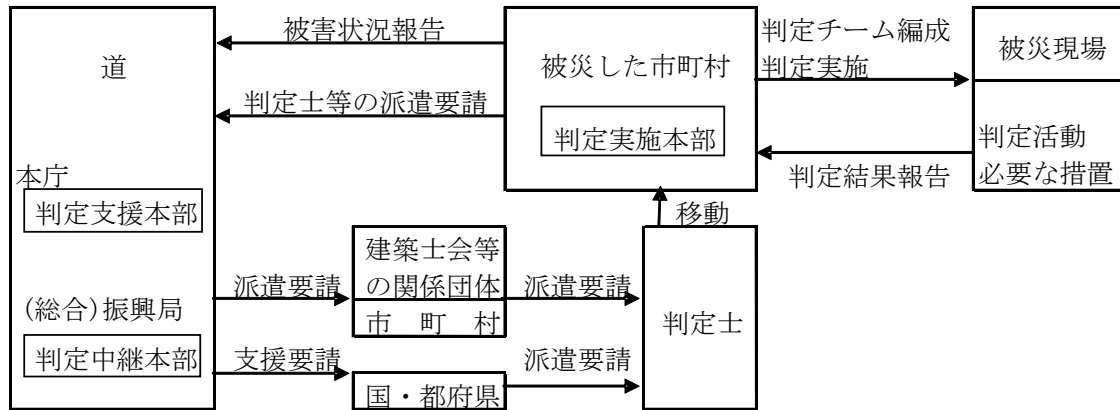 道
本庁
判定支援本部
(総合)振興局
判定中継本部
被害状況報告
判定士等の派遣要請
被災した市町村
判定実施本部
判定チーム編成
判定実施
判定結果報告
被災現場
判定活動
必要な措置
移動
派遣要請
建築士会等
の関係団体
市 町 村
派遣要請
判定士
支援要請
国・都府県
派遣要請